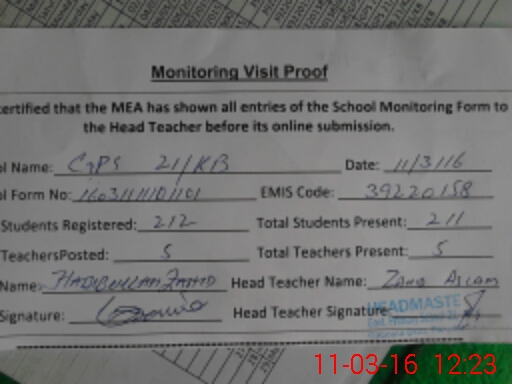 Monitoring Visit Proof
certified that the MEA has shown all entries of the School Monitoring Form to
the Head Teacher before its online submission.
ol Name: GPS 21/KB Date: 11/3/16
ol Form No: EMIS Code: 39220158
Students Registered: 212 Total Students Present: 211
TeachersPosted: 5 Total Teachers Present: 5
Name: Head Teacher Name: Aslam
Signature: Head Teacher Signature
HEADMASTE
11-03-16 12:23